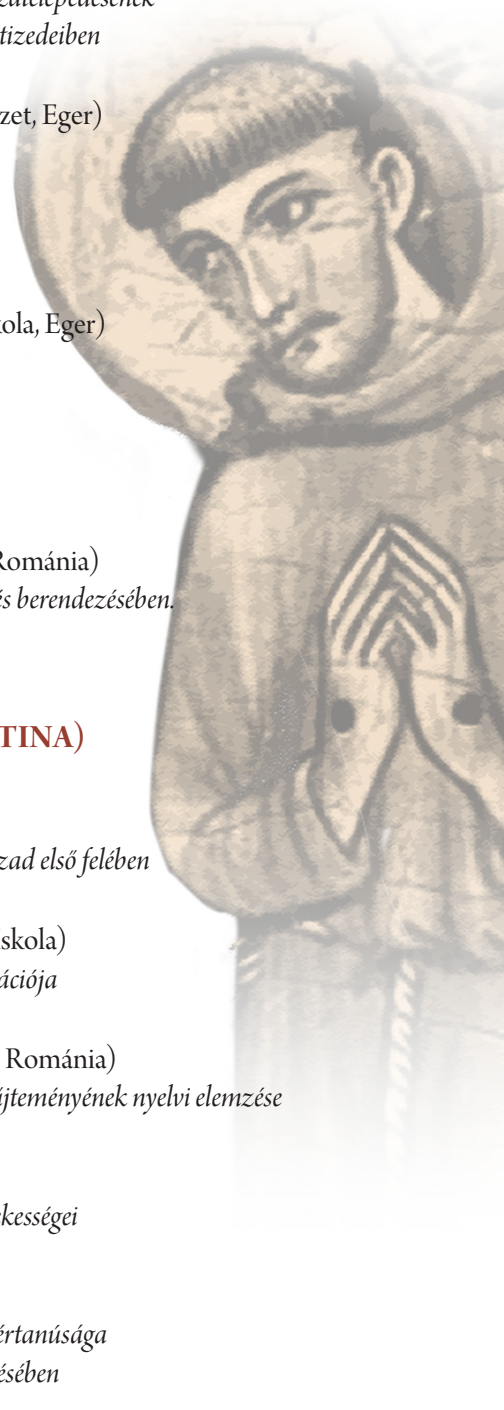 tizedeiben
zet, Eger)
kola, Eger)
Románia)
és berendezésében.
TINA)
zad első felében
skola)
ációja
Románia)
űjteményének nyelvi elemzése
kességei
értanúsága
ésében